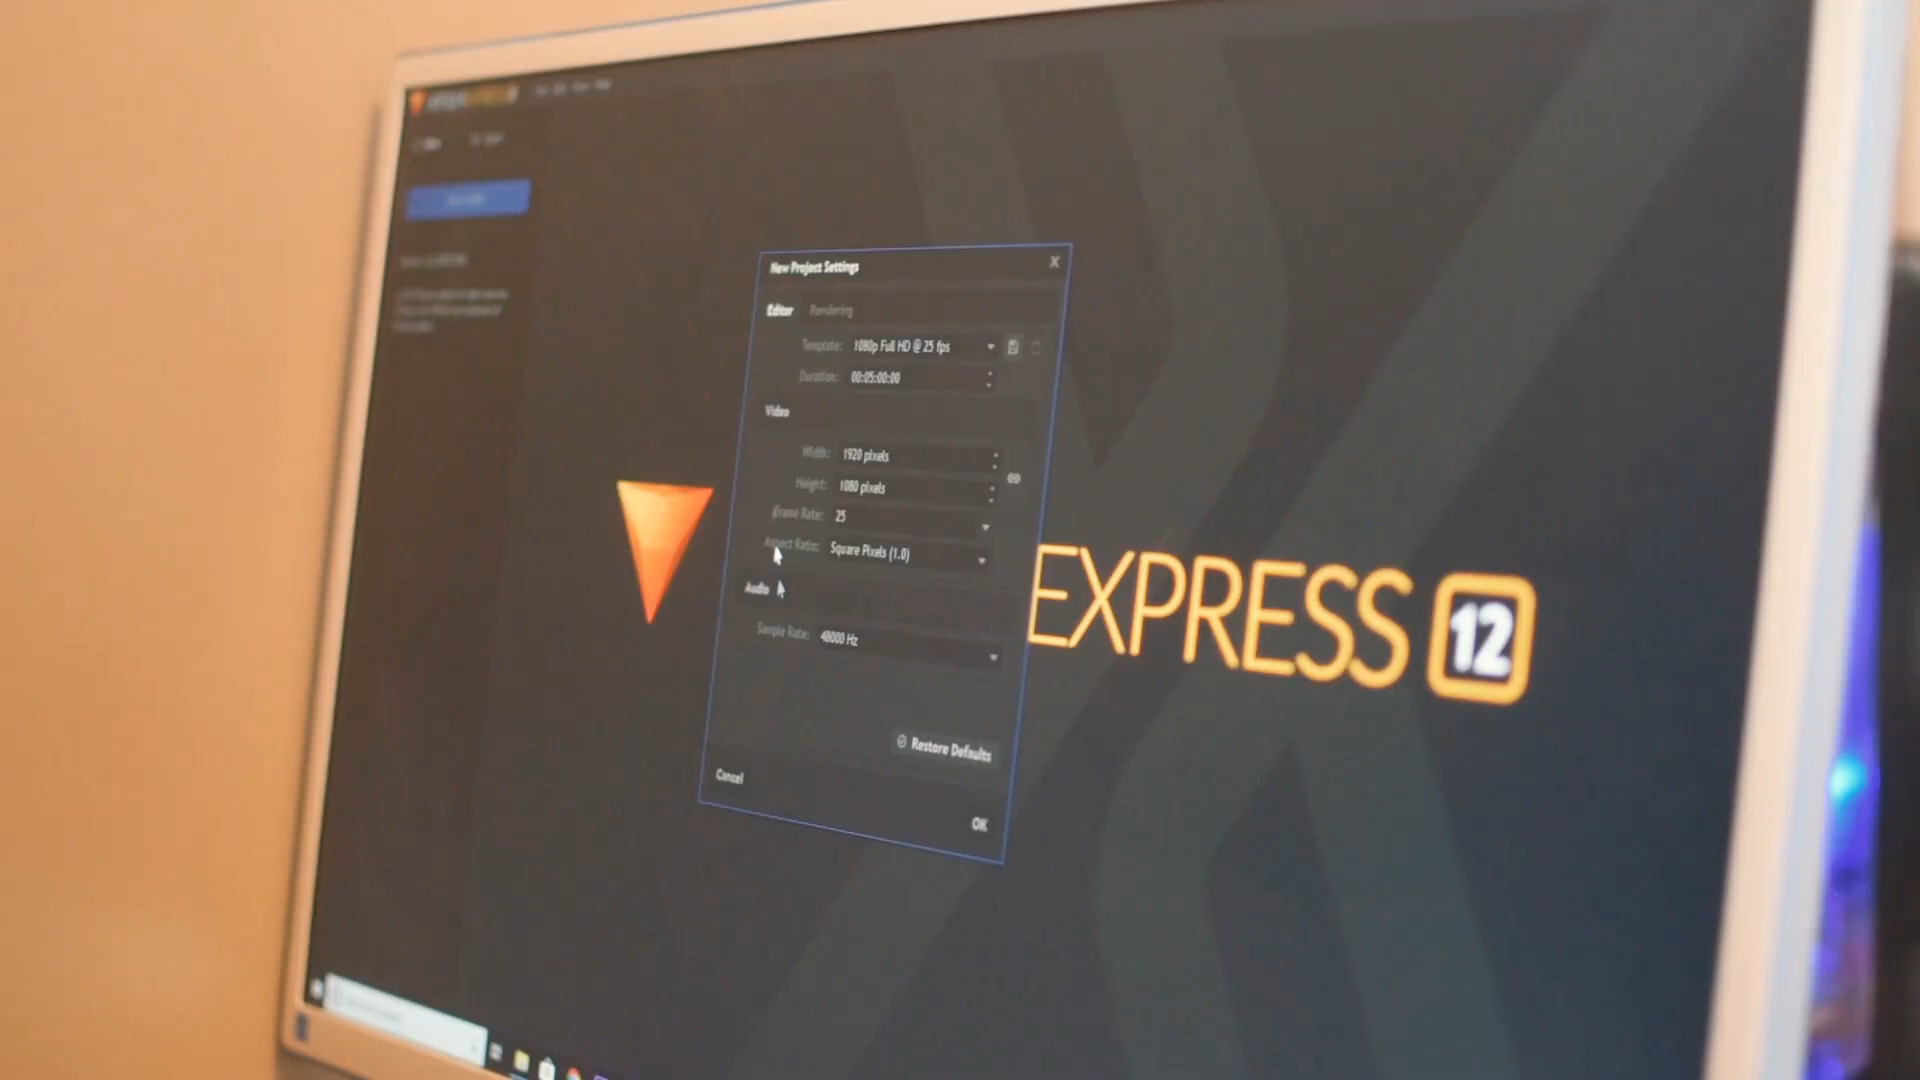 New Project Settings X
Editor Rendering
Template: 1080p Full HD @ 25 fps
Duration: 00:05:00:00
Video
Width: 1920 pixels
Height: 1080 pixels
Frame Rate: 25
Aspect Ratio: Square Pixels (1.0)
Audio
Sample Rate: 48000 Hz
Restore Defaults
Cancel
OK
EXPRESS 12